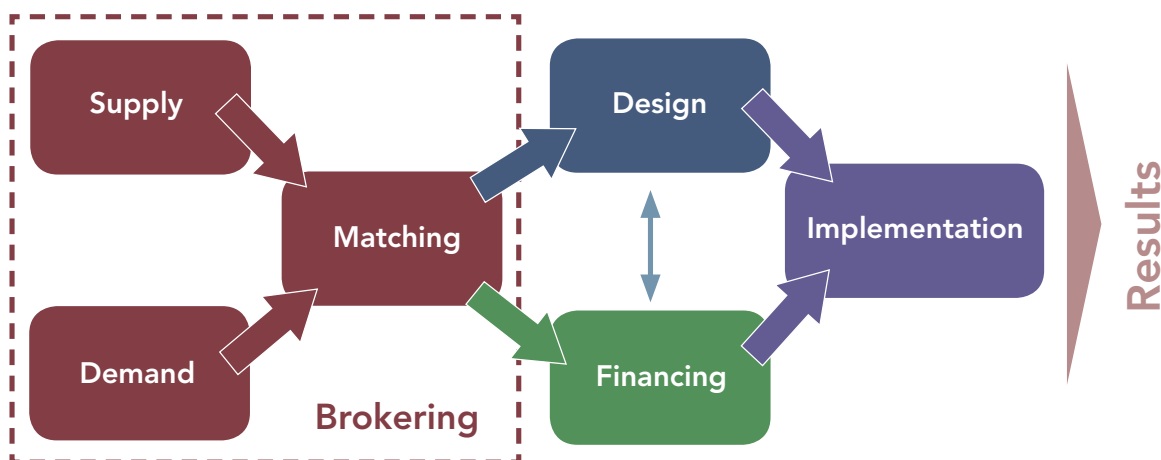 Supply
Design
Matching
Implementation
Results
Demand
Financing
Brokering